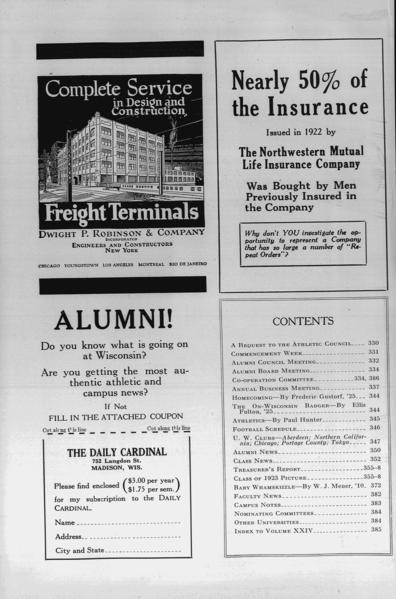 Complete Service
in Design and
Construction
Freight Terminals
DWIGHT P. ROBINSON & COMPANY
INCORPORATED
ENGINEERS AND CONSTRUCTORS
NEW YORK
CHICAGO YOUNGSTOWN LOS ANGELES MONTREAL RIO DE JANEIRO
Nearly 50% of
the Insurance
Issued in 1922 by
The Northwestern Mutual
Life Insurance Company
Was Bought by Men
Previously Insured in
the Company
Why don't YOU investigate the op-
portunity to represent a Company
that has so large a number of "Re-
peat Orders"?
ALUMNI!
Do you know what is going on
at Wisconsin?
Are you getting the most au-
thentic athletic and
campus news?
If Not
FILL IN THE ATTACHED COUPON
Cut along this line Cut along this line
THE DAILY CARDINAL
752 Langdon St.
MADISON, WIS.
Please find enclosed ($3.00 per year
$1.75 per sem.)
for my subscription to the DAILY
CARDINAL.
Name
Address
City and State
CONTENTS
A REQUEST TO THE ATHLETIC COUNCIL 330
COMMENCEMENT WEEK 331
ALUMNI COUNCIL MEETING 332
ALUMNI BOARD MEETING 334
CO-OPERATION COMMITTEE 334, 386
ANNUAL BUSINESS MEETING 337
HOMECOMING—By Frederic Gustorf, '25 344
THE ON-WISCONSIN BADGER—By Ellis
Fulton, '25 344
ATHLETICS—By Paul Hunter 345
FOOTBALL SCHEDULE 346
U. W. CLUBS—Aberdeen; Northern Califor-
nia; Chicago; Portage County; Tokyo 347
ALUMNI NEWS 350
CLASS NEWS 352
TREASURER'S REPORT 355-8
CLASS OF 1923 PICTURE 355-8
BABY WHAMSKIZZLE—By W. J. Meuer, '10 372
FACULTY NEWS 382
CAMPUS NOTES 383
NOMINATING COMMITTEES 384
OTHER UNIVERSITIES 384
INDEX TO VOLUME XXIV 385